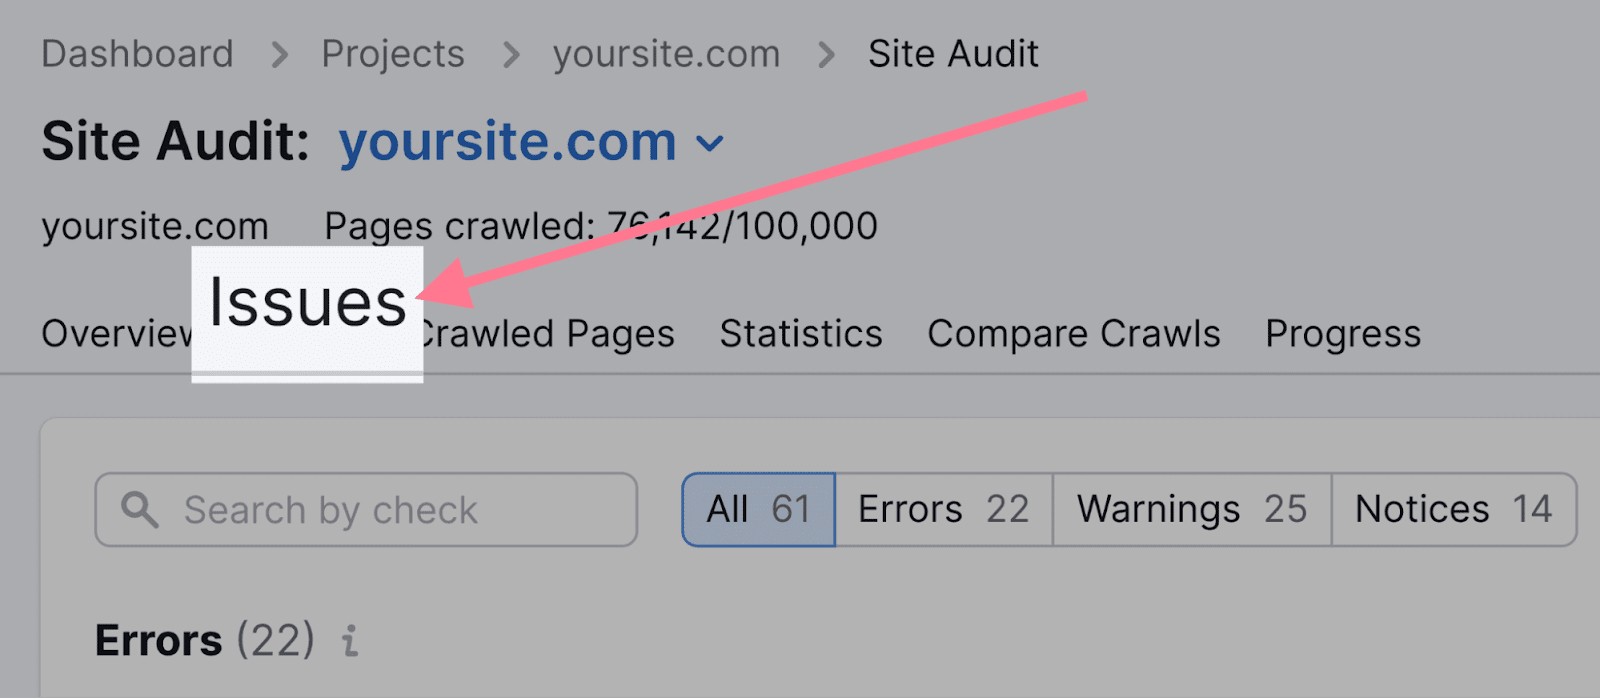 Dashboard > Projects > yoursite.com > Site Audit
Site Audit: yoursite.com
yoursite.com Pages crawled: 76,142/100,000
Overview Issues Crawled Pages Statistics Compare Crawls Progress
Search by check All 61 Errors 22 Warnings 25 Notices 14
Errors (22) i